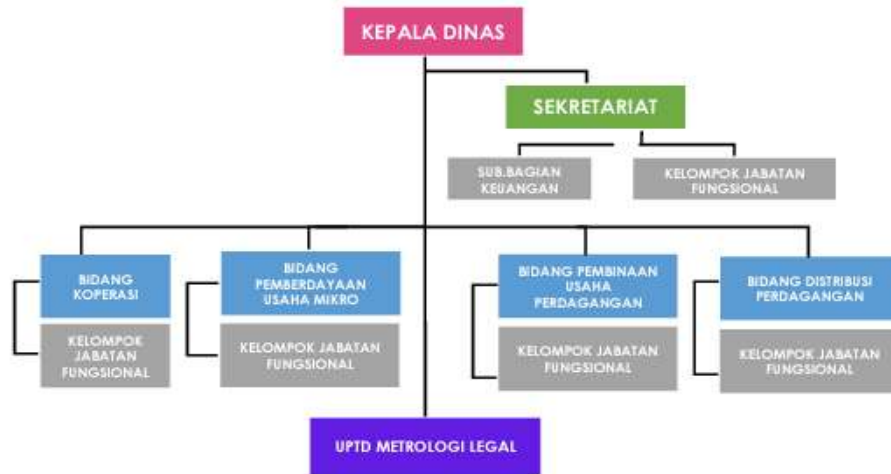 KEPALA DINAS
SEKRETARIAT
SUB.BAGIAN
KEUANGAN
KELOMPOK JABATAN
FUNGSIONAL
BIDANG
KOPERASI
BIDANG
PEMBERDAYAAN
USAHA MIKRO
BIDANG PEMBINAAN
USAHA
PERDAGANGAN
BIDANG DISTRIBUSI
PERDAGANGAN
KELOMPOK
JABATAN
FUNGSIONAL
KELOMPOK JABATAN
FUNGSIONAL
KELOMPOK JABATAN
FUNGSIONAL
KELOMPOK JABATAN
FUNGSIONAL
UPTD METROLOGI LEGAL